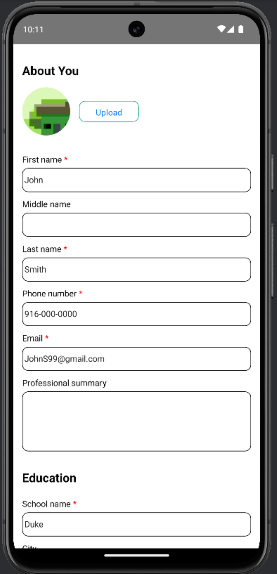 10:11
About You
Upload
First name *
John
Middle name
Last name *
Smith
Phone number *
916-000-0000
Email *
JohnS99@gmail.com
Professional summary
Education
School name *
Duke
City